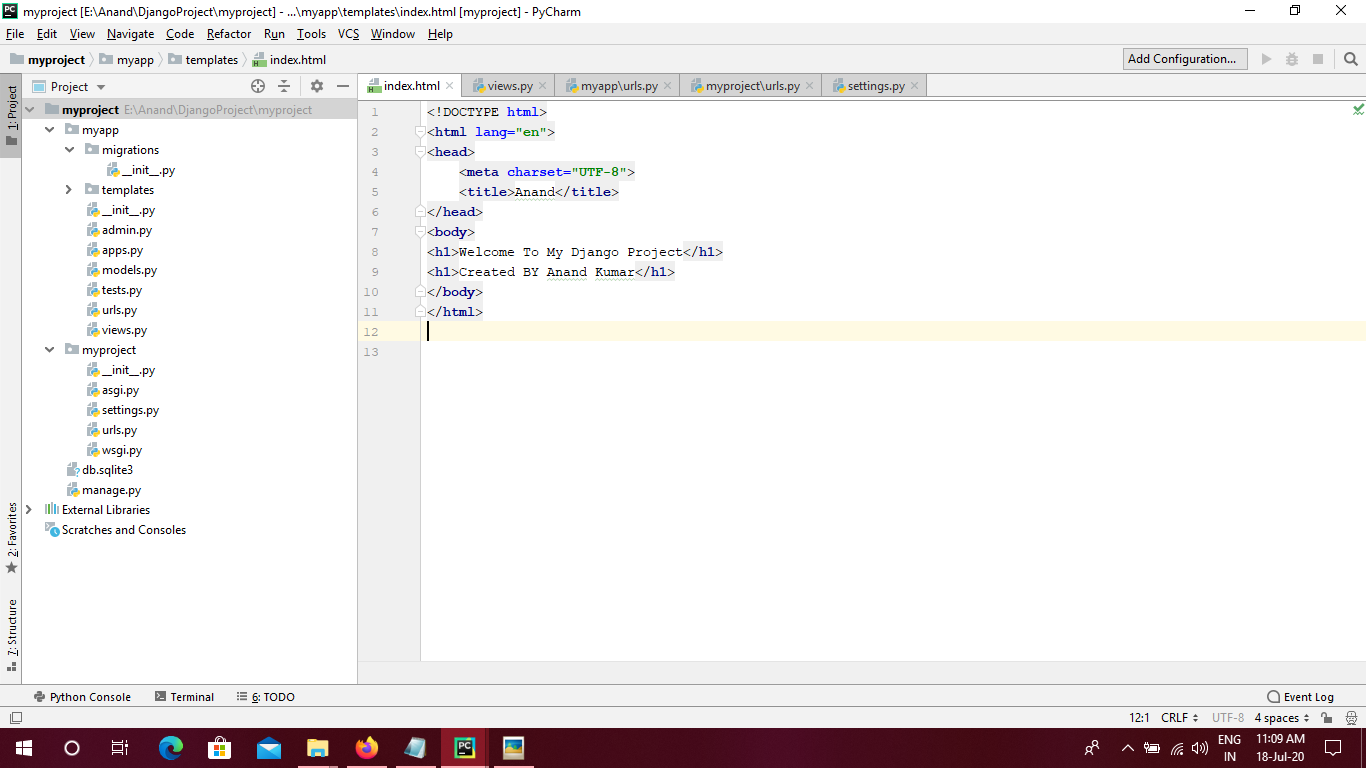 myproject [E:\Anand\DjangoProject\myproject] - ...\myapp\templates\index.html [myproject] - PyCharm
File Edit View Navigate Code Refactor Run Tools VCS Window Help
myproject myapp templates index.html Add Configuration...
1: Project
Project
index.html views.py myapp\urls.py myproject\urls.py settings.py
myproject E:\Anand\DjangoProject\myproject
myapp
migrations
__init__.py
templates
__init__.py
admin.py
apps.py
models.py
tests.py
urls.py
views.py
myproject
__init__.py
asgi.py
settings.py
urls.py
wsgi.py
db.sqlite3
manage.py
External Libraries
Scratches and Consoles
1 <!DOCTYPE html>
2 <html lang="en">
3 <head>
4 <meta charset="UTF-8">
5 <title>Anand</title>
6 </head>
7 <body>
8 <h1>Welcome To My Django Project</h1>
9 <h1>Created BY Anand Kumar</h1>
10 </body>
11 </html>
12
13
2: Favorites
7: Structure
Python Console Terminal 6: TODO Event Log
12:1 CRLF UTF-8 4 spaces
PC
ENG
IN
11:09 AM
18-Jul-20